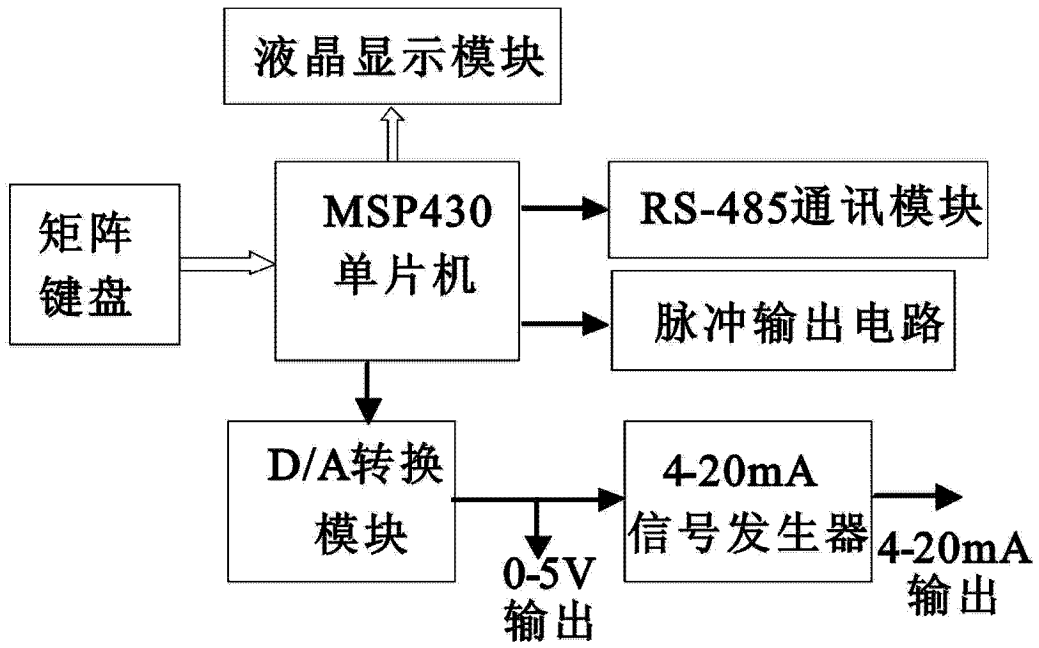 液晶显示模块
矩阵
键盘
MSP430
单片机
RS-485通讯模块
脉冲输出电路
D/A转换
模块
4-20mA
信号发生器
0-5V
输出
4-20mA
输出